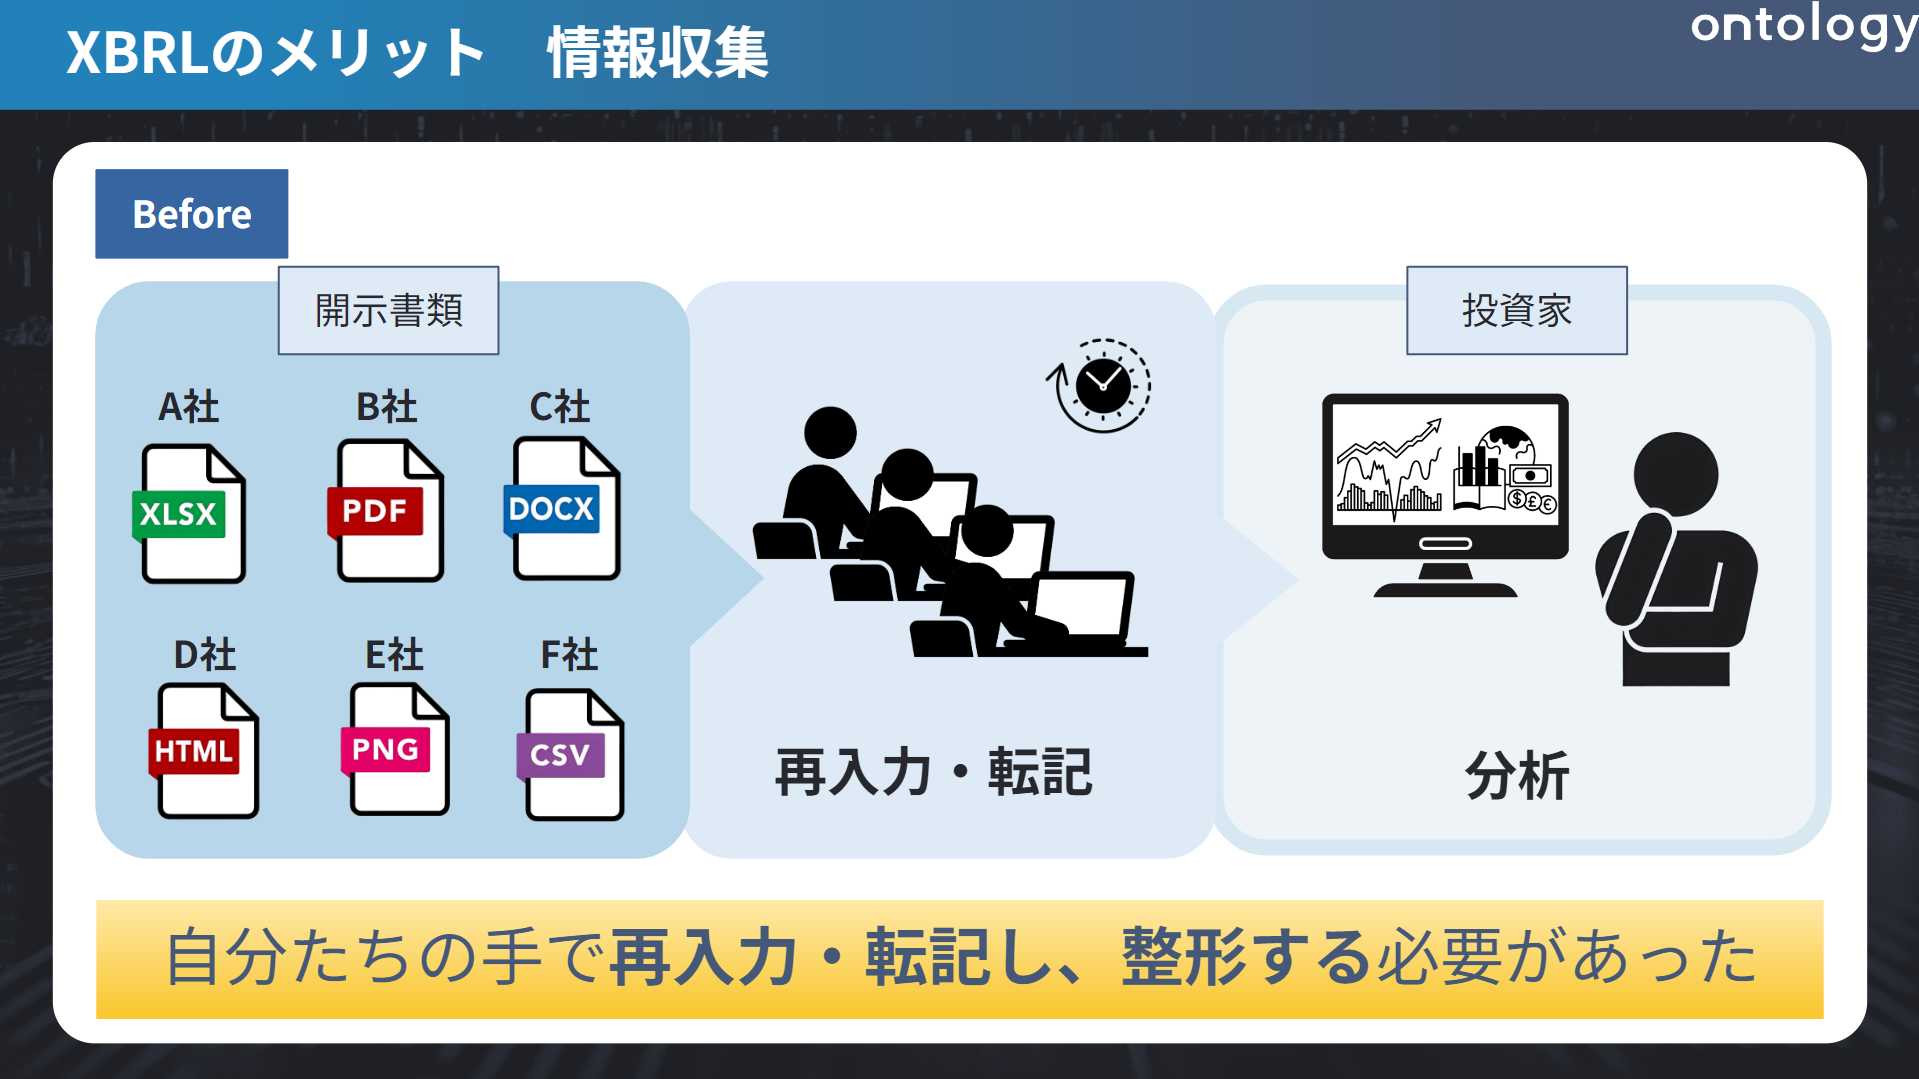 XBRLのメリット　情報収集
ontology
Before
開示書類
投資家
A社
B社
C社
XLSX
PDF
DOCX
D社
E社
F社
HTML
PNG
CSV
再入力・転記
分析
自分たちの手で再入力・転記し、整形する必要があった